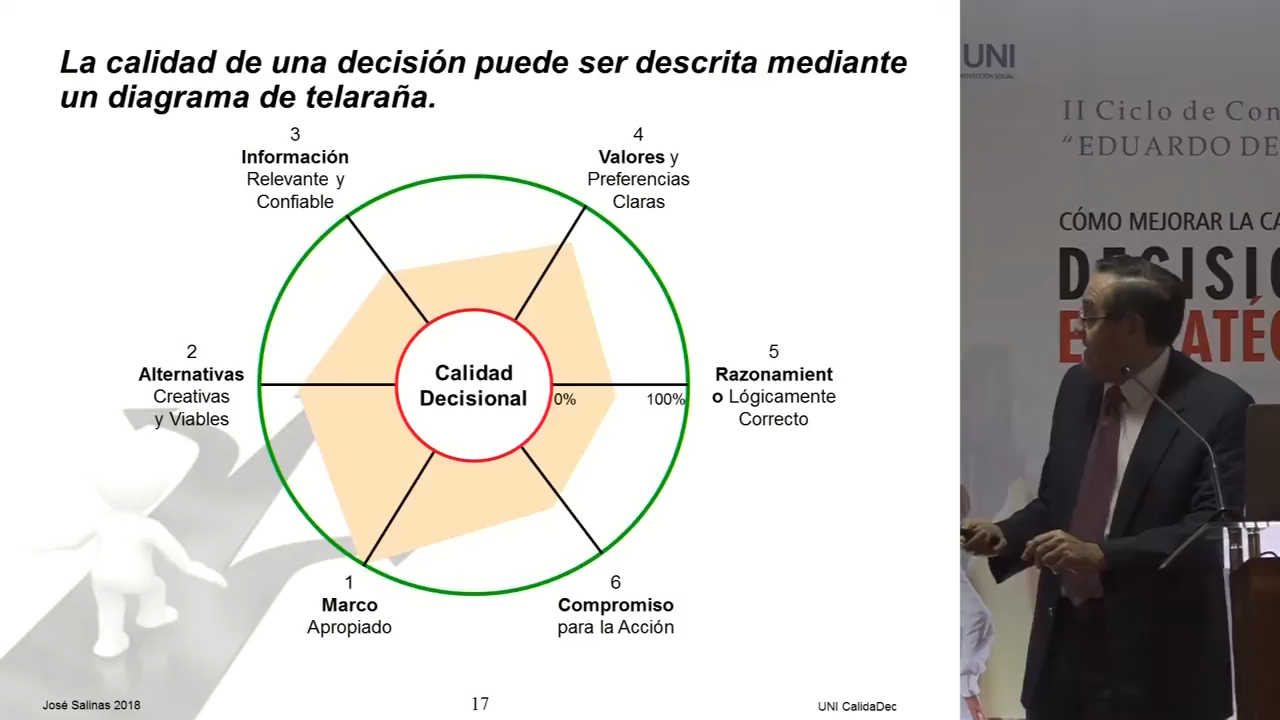 La calidad de una decisión puede ser descrita mediante
un diagrama de telaraña.
3
Información
Relevante y
Confiable
4
Valores y
Preferencias
Claras
2
Alternativas
Creativas
y Viables
Calidad
Decisional
0%
100%
5
Razonamient
o Lógicamente
Correcto
1
Marco
Apropiado
6
Compromiso
para la Acción
José Salinas 2018
17
UNI CalidaDec
UNI
II Ciclo de Con
“EDUARDO DE
CÓMO MEJORAR LA CA